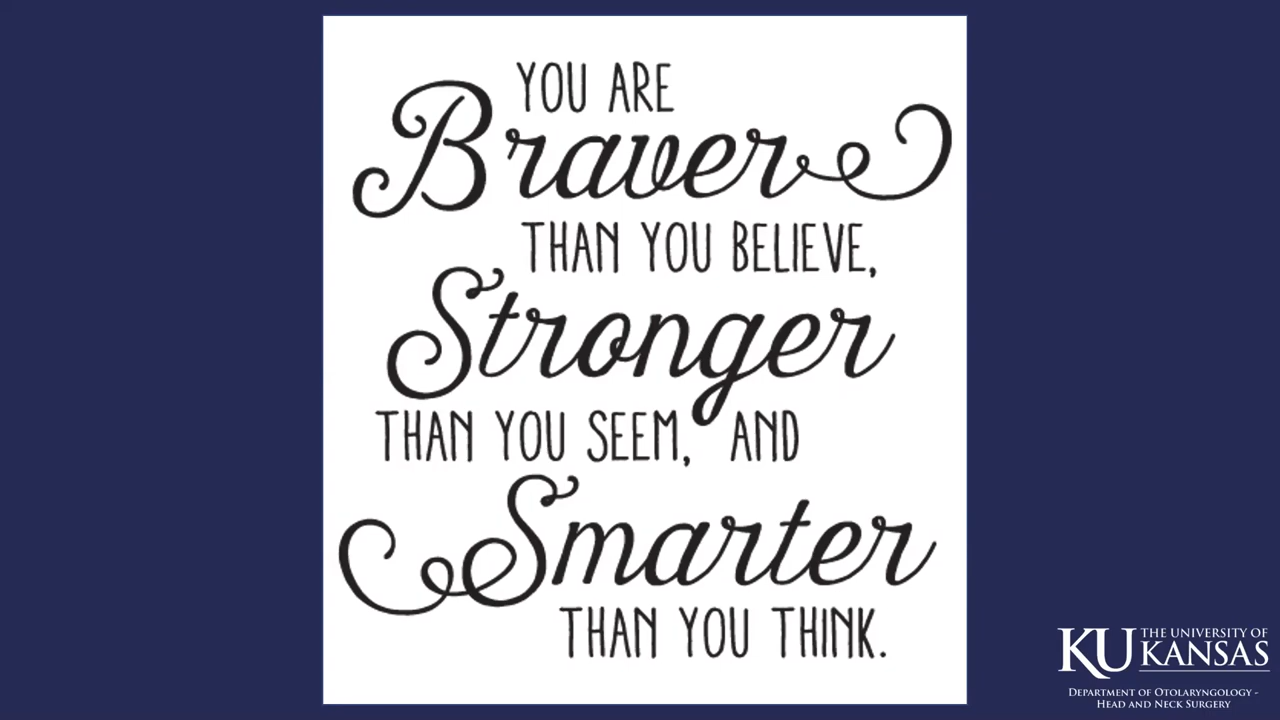 YOU ARE
Braver
THAN YOU BELIEVE,
Stronger
THAN YOU SEEM, AND
Smarter
THAN YOU THINK.
KU THE UNIVERSITY OF
KANSAS
DEPARTMENT OF OTOLARYNGOLOGY -
HEAD AND NECK SURGERY